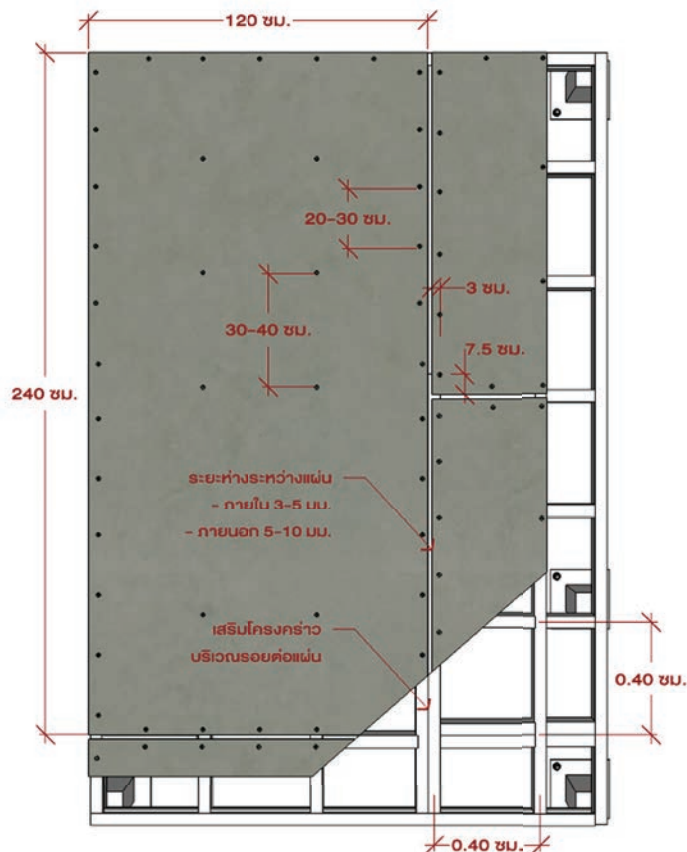 120 ซม.
20-30 ซม.
3 ซม.
30-40 ซม.
7.5 ซม.
240 ซม.
ระยะห่างระหว่างแผ่น
- ภายใน 3-5 มม.
- ภายนอก 5-10 มม.
เสริมโครงคร่าว
บริเวณรอยต่อแผ่น
0.40 ซม.
0.40 ซม.